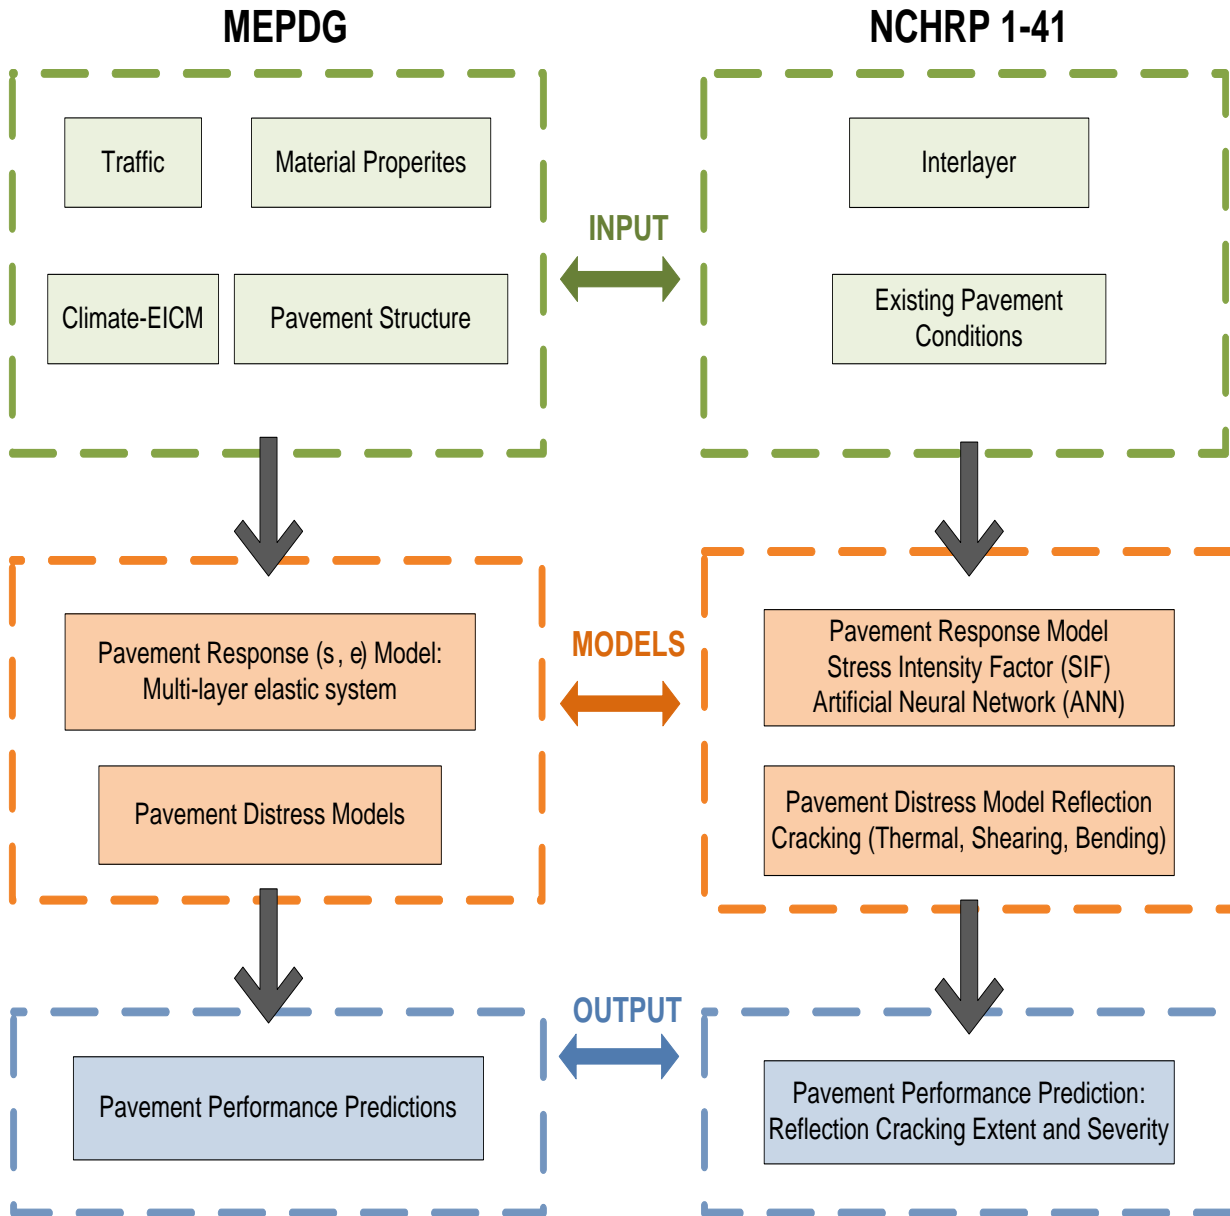 MEPDG
NCHRP 1-41
Traffic
Material Properites
Interlayer
INPUT
Climate-EICM
Pavement Structure
Existing Pavement
Conditions
Pavement Response (s, e) Model:
Multi-layer elastic system
MODELS
Pavement Response Model
Stress Intensity Factor (SIF)
Artificial Neural Network (ANN)
Pavement Distress Models
Pavement Distress Model Reflection
Cracking (Thermal, Shearing, Bending)
OUTPUT
Pavement Performance Predictions
Pavement Performance Prediction:
Reflection Cracking Extent and Severity